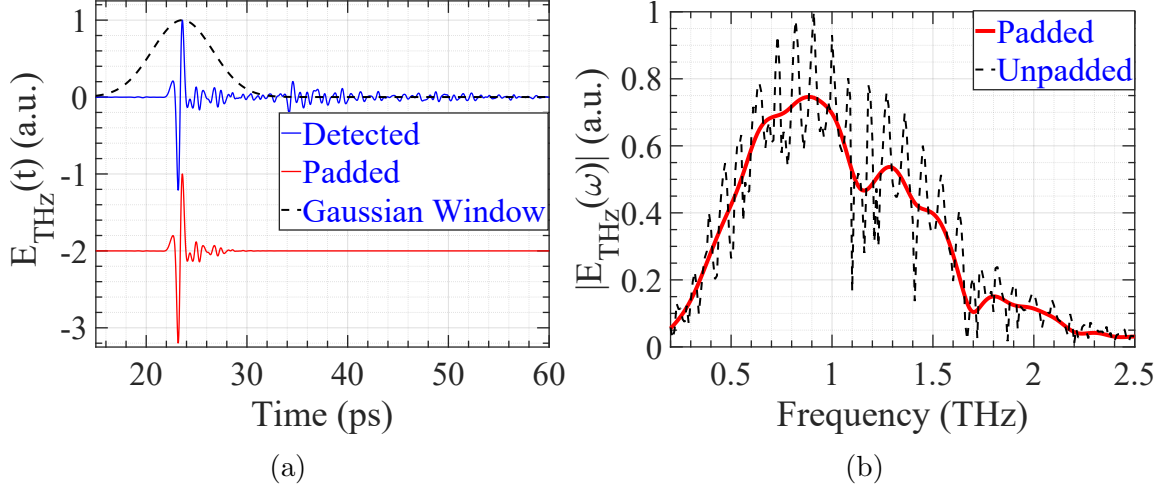 E_THz(t) (a.u.)
1
0
-1
-2
-3
Detected
Padded
Gaussian Window
20
30
40
50
60
Time (ps)
(a)
|E_THz(ω)| (a.u.)
1
0.8
0.6
0.4
0.2
0
Padded
Unpadded
0.5
1
1.5
2
2.5
Frequency (THz)
(b)